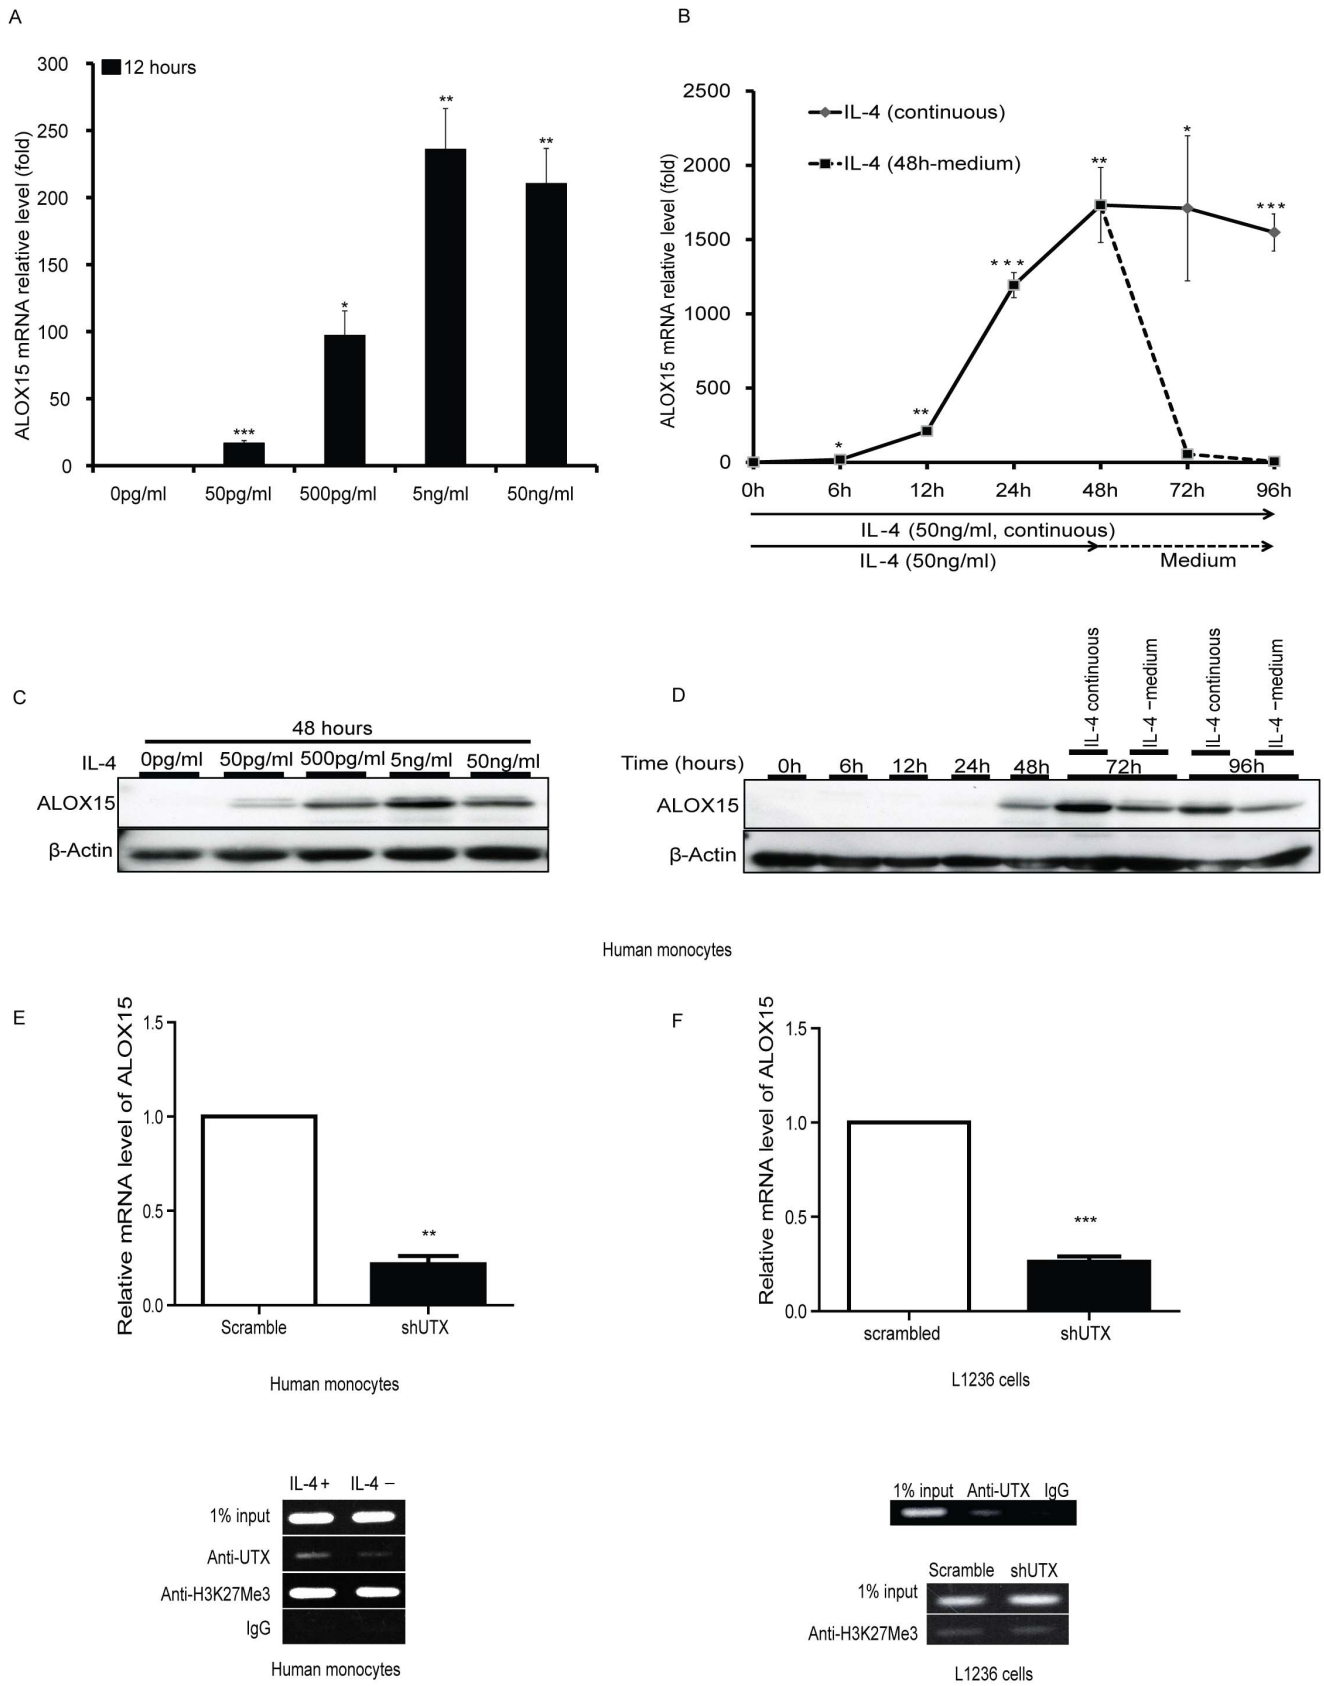 A
300
250
200
150
100
50
0
ALOX15 mRNA relative level (fold)
12 hours
***
*
**
**
0pg/ml 50pg/ml 500pg/ml 5ng/ml 50ng/ml
B
2500
2000
1500
1000
500
0
ALOX15 mRNA relative level (fold)
IL-4 (continuous)
IL-4 (48h-medium)
*
**
***
**
*
***
0h 6h 12h 24h 48h 72h 96h
IL-4 (50ng/ml, continuous)
IL-4 (50ng/ml) Medium
C
48 hours
IL-4 0pg/ml 50pg/ml 500pg/ml 5ng/ml 50ng/ml
ALOX15
β-Actin
D
IL-4 continuous
IL-4 –medium
IL-4 continuous
IL-4 –medium
Time (hours) 0h 6h 12h 24h 48h 72h 96h
ALOX15
β-Actin
Human monocytes
E
Relative mRNA level of ALOX15
1.5
1.0
0.5
0.0
**
Scramble shUTX
Human monocytes
F
Relative mRNA level of ALOX15
1.5
1.0
0.5
0.0
***
scrambled shUTX
L1236 cells
IL-4 + IL-4 –
1% input
Anti-UTX
Anti-H3K27Me3
IgG
Human monocytes
1% input Anti-UTX IgG
Scramble shUTX
1% input
Anti-H3K27Me3
L1236 cells